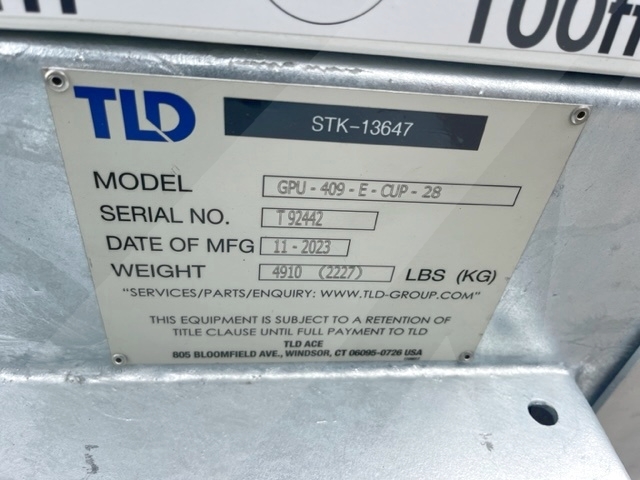 100ft
TLD
STK-13647
MODEL GPU - 409 - E - CUP - 28
SERIAL NO. T 92442
DATE OF MFG 11 - 2023
WEIGHT 4910 (2227) LBS (KG)
"SERVICES/PARTS/ENQUIRY: WWW.TLD-GROUP.COM"
THIS EQUIPMENT IS SUBJECT TO A RETENTION OF
TITLE CLAUSE UNTIL FULL PAYMENT TO TLD
TLD ACE
805 BLOOMFIELD AVE., WINDSOR, CT 06095-0726 USA